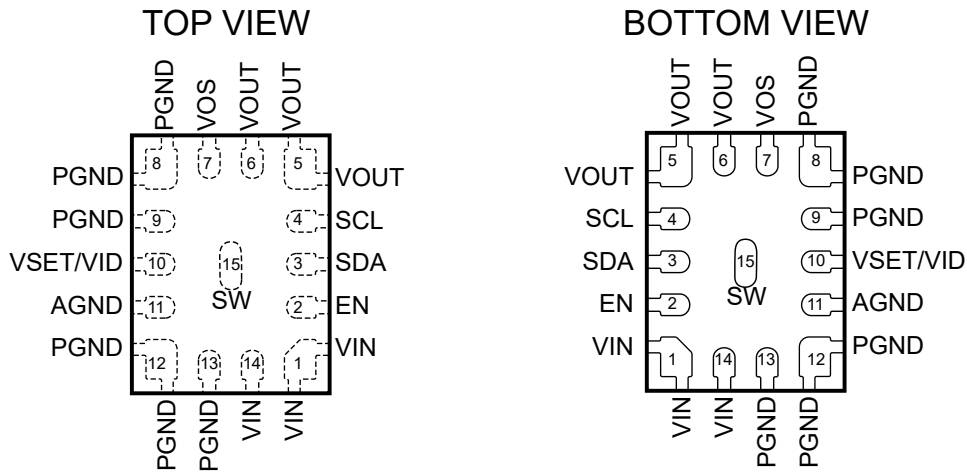 TOP VIEW
PGND
VOS
VOUT
VOUT
8
7
6
5
PGND
VOUT
PGND
9
4
SCL
VSET/VID
10
15
3
SDA
SW
AGND
11
2
EN
PGND
12
13
14
1
VIN
PGND
PGND
VIN
VIN
BOTTOM VIEW
VOUT
VOUT
VOS
PGND
5
6
7
8
VOUT
PGND
SCL
4
9
PGND
SDA
3
15
10
VSET/VID
SW
EN
2
11
AGND
VIN
1
14
13
12
PGND
VIN
VIN
PGND
PGND